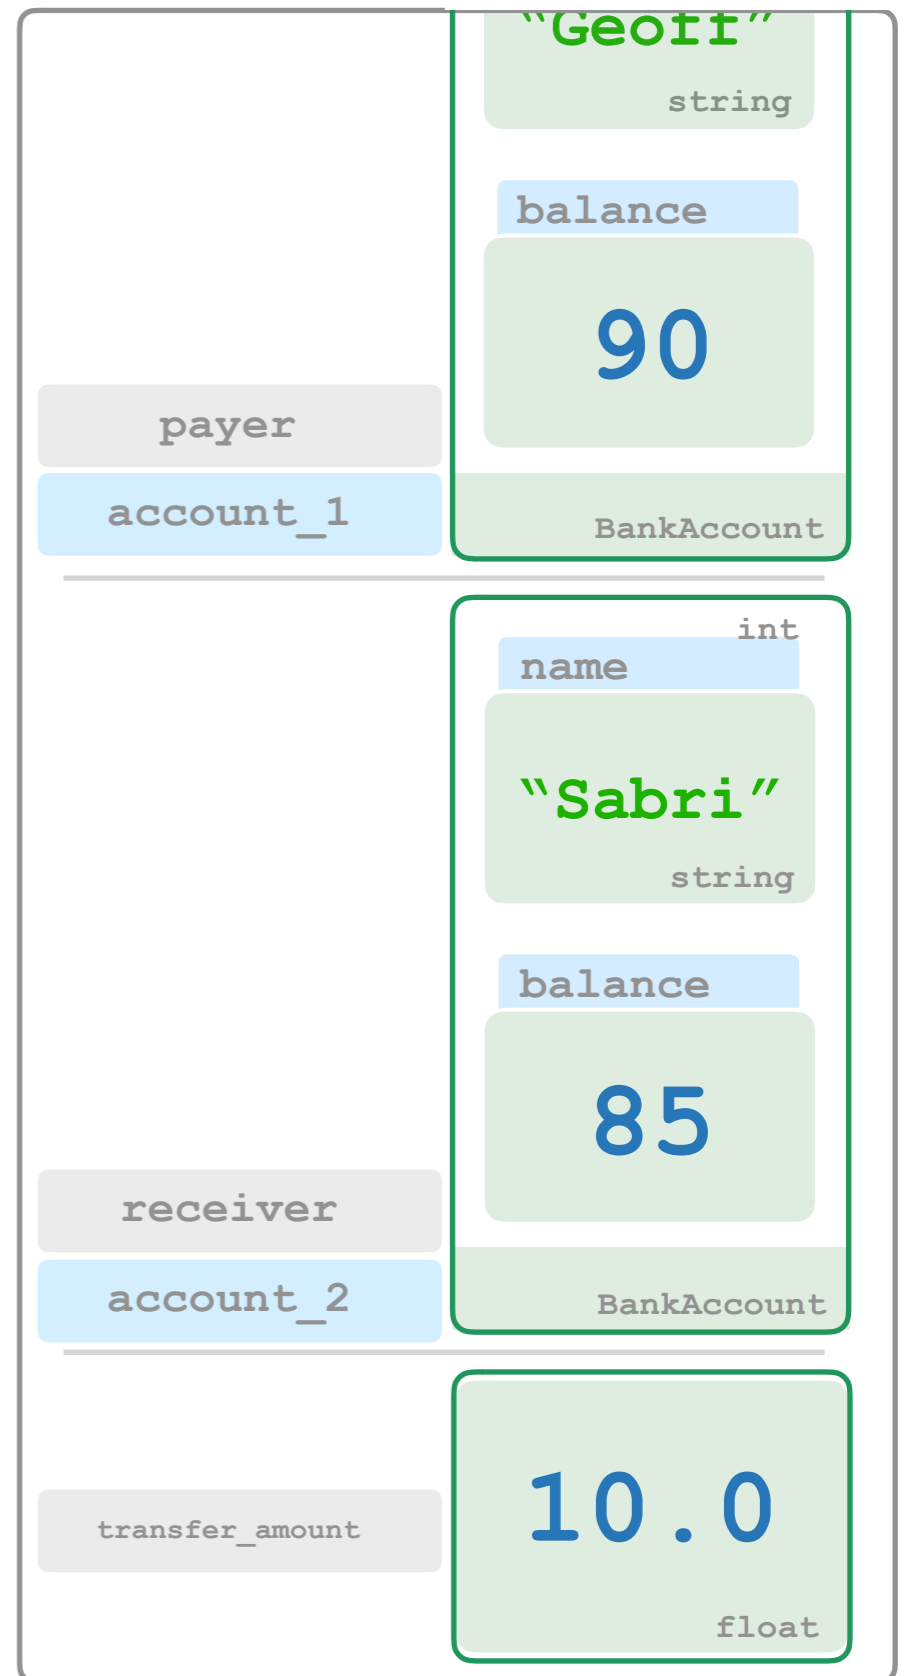 “Geoff”
string
balance
90
payer
account_1
BankAccount
int
name
“Sabri”
string
balance
85
receiver
account_2
BankAccount
10.0
transfer_amount
float